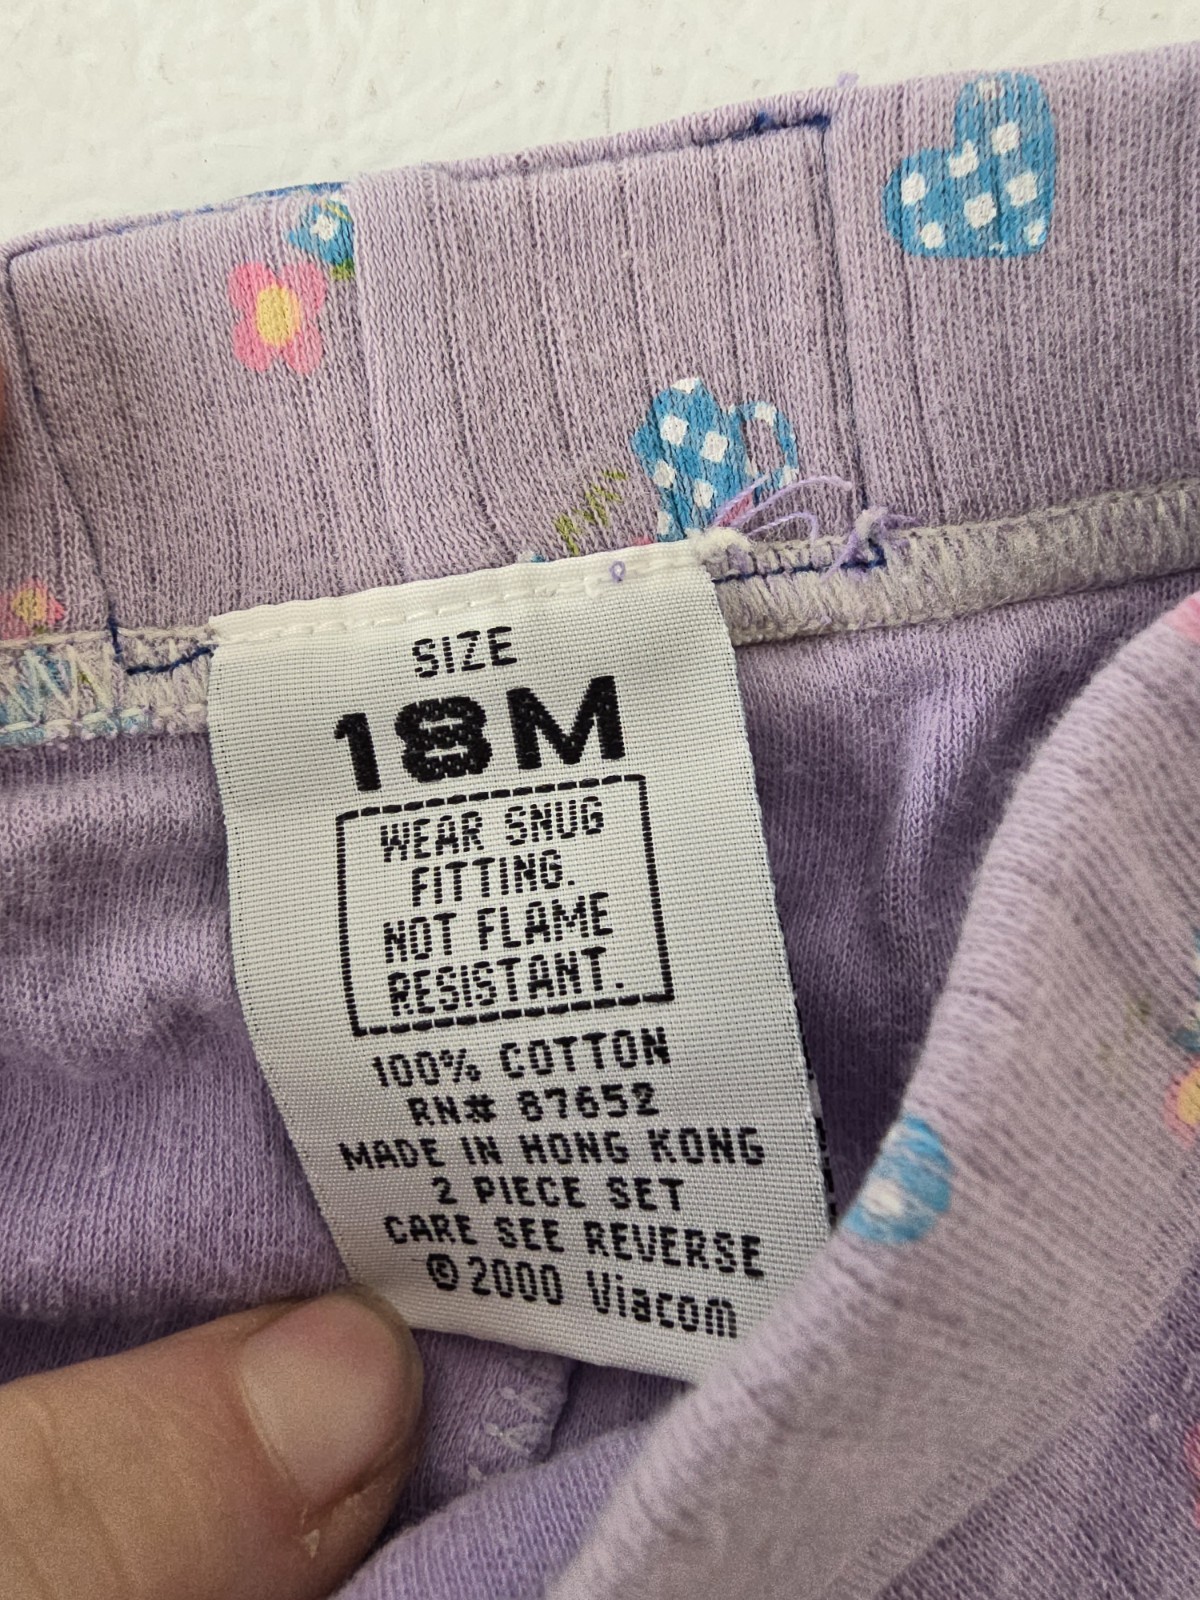 SIZE
18M
WEAR SNUG
FITTING.
NOT FLAME
RESISTANT.
100% COTTON
RN# 87652
MADE IN HONG KONG
2 PIECE SET
CARE SEE REVERSE
©2000 Viacom